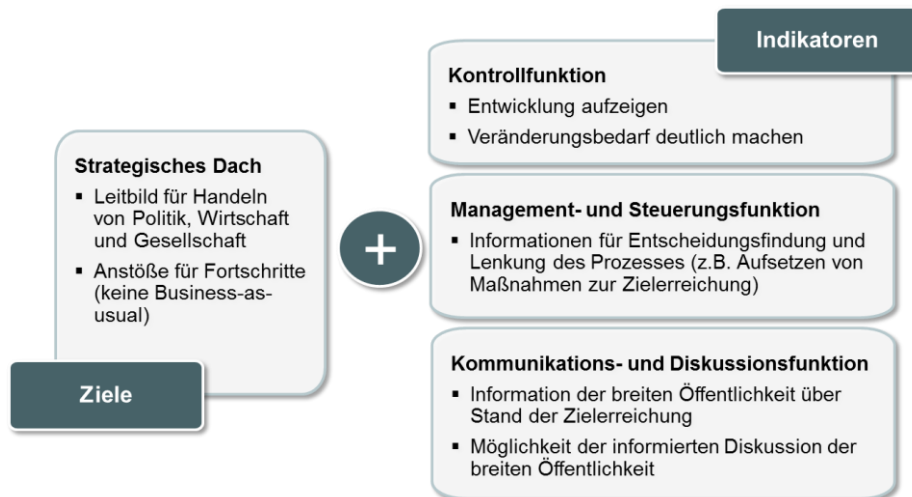 Strategisches Dach
▪ Leitbild für Handeln
von Politik, Wirtschaft
und Gesellschaft
▪ Anstöße für Fortschritte
(keine Business-as-
usual)
Ziele
+
Indikatoren
Kontrollfunktion
▪ Entwicklung aufzeigen
▪ Veränderungsbedarf deutlich machen
Management- und Steuerungsfunktion
▪ Informationen für Entscheidungsfindung und
Lenkung des Prozesses (z.B. Aufsetzen von
Maßnahmen zur Zielerreichung)
Kommunikations- und Diskussionsfunktion
▪ Information der breiten Öffentlichkeit über
Stand der Zielerreichung
▪ Möglichkeit der informierten Diskussion der
breiten Öffentlichkeit